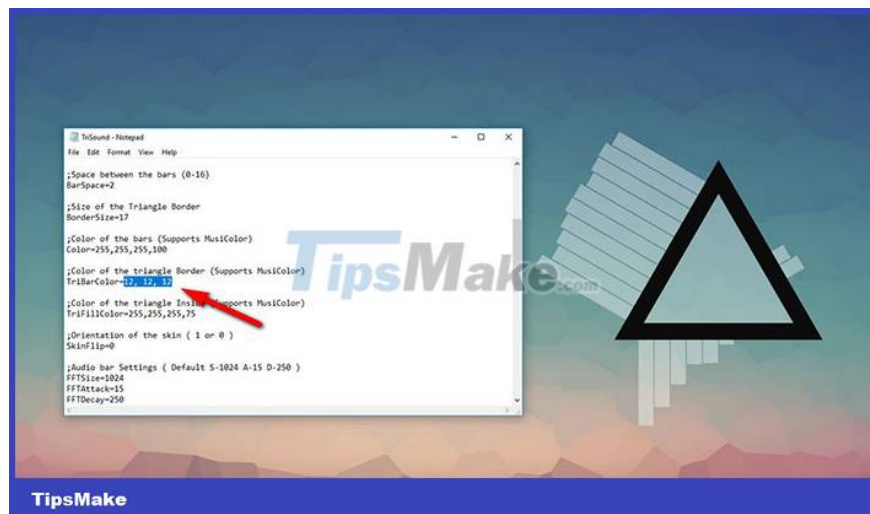 TriSound - Notepad
File Edit Format View Help
;Space between the bars (0-16)
BarSpace=2
;Size of the Triangle Border
BorderSize=17
;Color of the bars (Supports MusiColor)
Color=255,255,255,100
;Color of the triangle Border (Supports MusiColor)
TriBarColor=12, 12, 12
;Color of the triangle Inside (Supports MusiColor)
TriFillColor=255,255,255,75
;Orientation of the skin ( 1 or 0 )
SkinFlip=0
;Audio bar Settings ( Default S-1024 A-15 D-250 )
FFTSize=1024
FFTAttack=15
FFTDecay=250
TipsMake.com
TipsMake